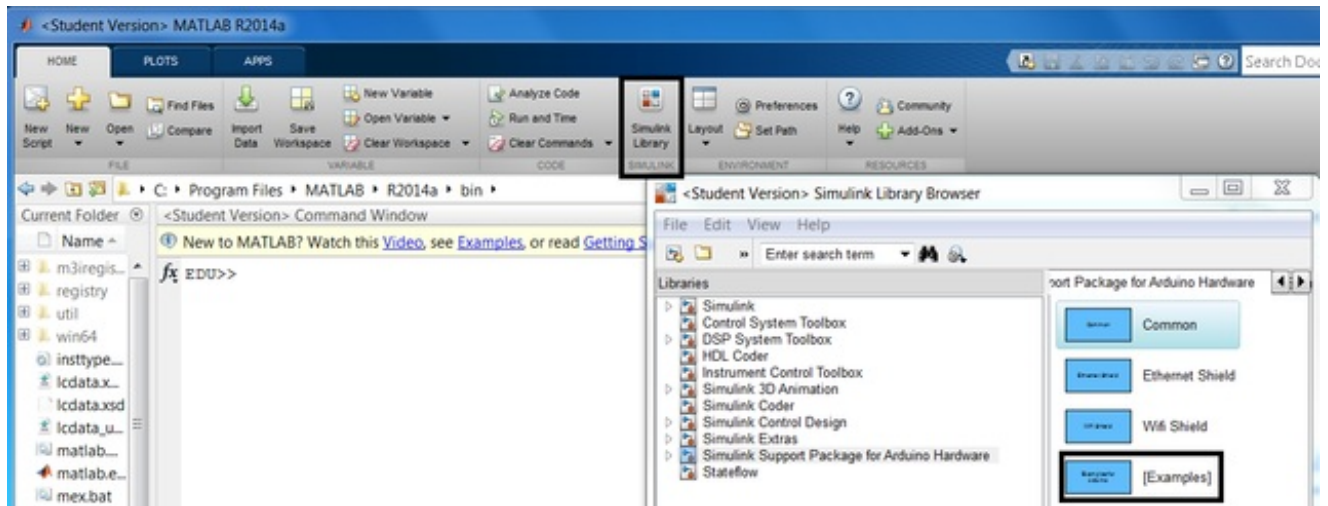 <Student Version> MATLAB R2014a
HOME PLOTS APPS
Search Doc
New Script
New
Open
Find Files
Compare
Import Data
Save Workspace
New Variable
Open Variable
Clear Workspace
Analyze Code
Run and Time
Clear Commands
Simulink Library
Layout
Preferences
Set Path
Help
Community
Add-Ons
FILE VARIABLE CODE SIMULINK ENVIRONMENT RESOURCES
C: Program Files MATLAB R2014a bin
Current Folder
<Student Version> Command Window
Name
New to MATLAB? Watch this Video, see Examples, or read Getting S
fx EDU>>
m3iregis...
registry
util
win64
insttype....
lcdata.x...
lcdata.xsd
lcdata_u...
matlab....
matlab.e...
mex.bat
<Student Version> Simulink Library Browser
File Edit View Help
» Enter search term
Libraries
port Package for Arduino Hardware
Simulink
Control System Toolbox
DSP System Toolbox
HDL Coder
Instrument Control Toolbox
Simulink 3D Animation
Simulink Coder
Simulink Control Design
Simulink Extras
Simulink Support Package for Arduino Hardware
Stateflow
Common
Ethernet Shield
Wifi Shield
[Examples]